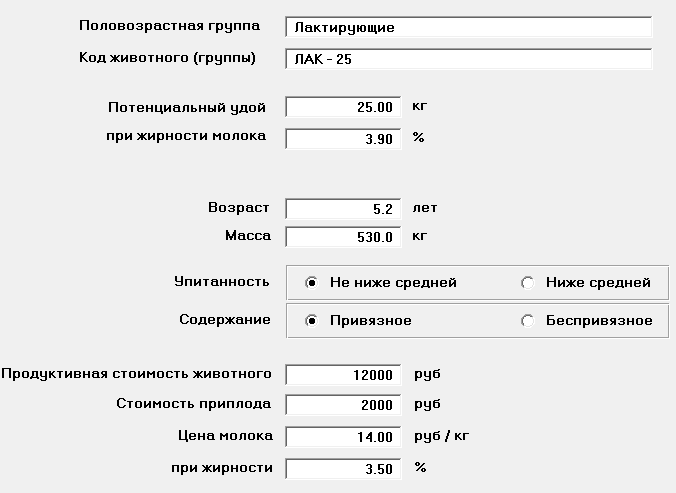 Половозрастная группа Лактирующие
Код животного (группы) ЛАК - 25
Потенциальный удой 25.00 кг
при жирности молока 3.90 %
Возраст 5.2 лет
Масса 530.0 кг
Упитанность Не ниже средней Ниже средней
Содержание Привязное Беспривязное
Продуктивная стоимость животного 12000 руб
Стоимость приплода 2000 руб
Цена молока 14.00 руб / кг
при жирности 3.50 %